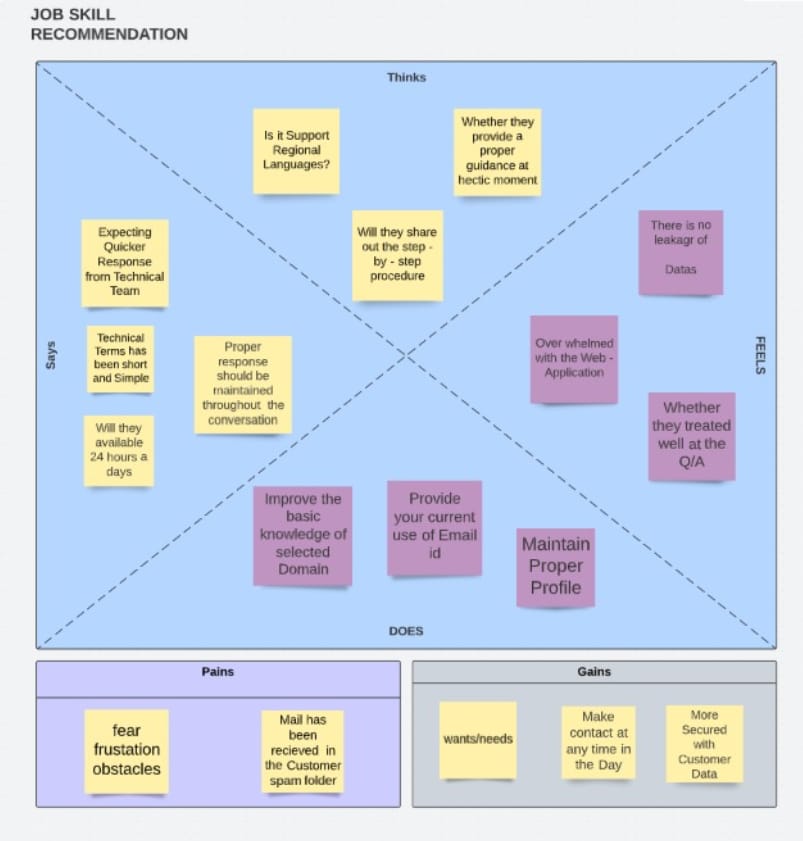 JOB SKILL
RECOMMENDATION
Thinks
Is it Support
Regional
Languages?
Whether they
provide a
proper
guidance at
hectic moment
Will they share
out the step -
by - step
procedure
Says
Expecting
Quicker
Response
from Technical
Team
Technical
Terms has
been short
and Simple
Will they
available
24 hours a
days
Proper
response
should be
maintained
throughout the
conversation
FEELS
There is no
leakagr of
Datas
Over whelmed
with the Web -
Application
Whether
they treated
well at the
Q/A
Improve the
basic
knowledge of
selected
Domain
Provide
your current
use of Email
id
Maintain
Proper
Profile
DOES
Pains
fear
frustation
obstacles
Mail has
been
recieved in
the Customer
spam folder
Gains
wants/needs
Make
contact at
any time in
the Day
More
Secured
with
Customer
Data